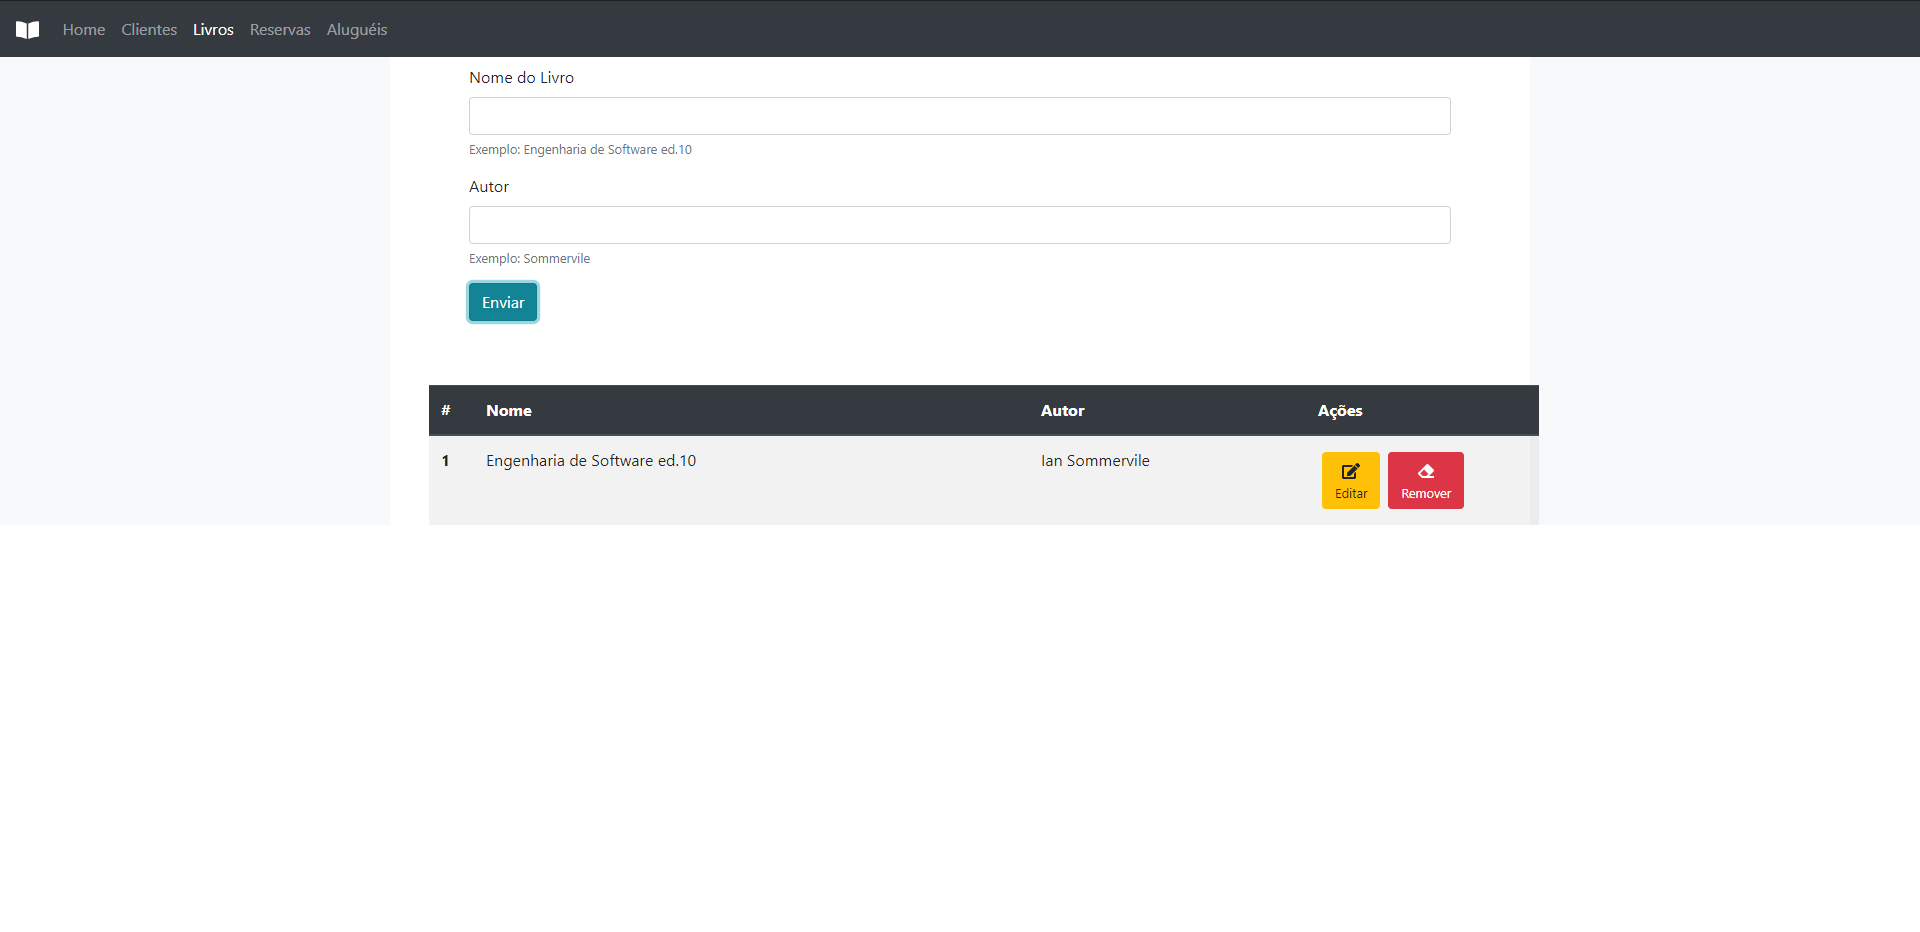 Home Clientes Livros Reservas Aluguéis
Nome do Livro
Exemplo: Engenharia de Software ed.10
Autor
Exemplo: Sommervile
Enviar
# Nome Autor Ações
1 Engenharia de Software ed.10 Ian Sommervile Editar Remover